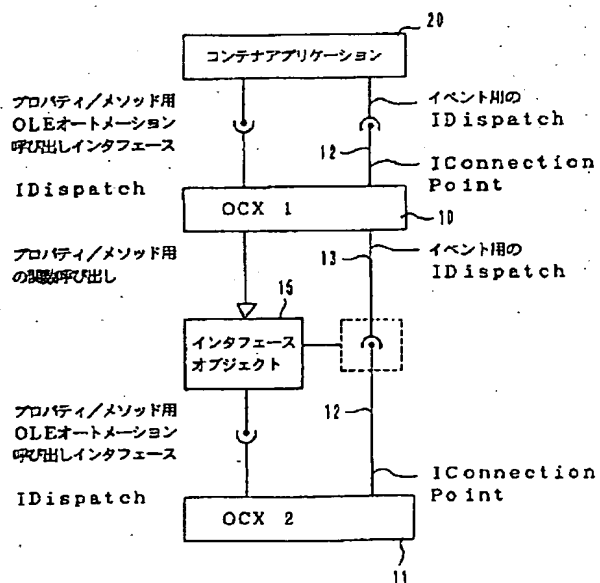 20
コンテナアプリケーション
プロパティ/メソッド用
OLEオートメーション
呼び出しインタフェース
IDispatch
イベント用の
IDispatch
12
IConnection
Point
OCX 1
10
プロパティ/メソッド用
の関数呼び出し
イベント用の
IDispatch
13
15
インタフェース
オブジェクト
プロパティ/メソッド用
OLEオートメーション
呼び出しインタフェース
IDispatch
12
IConnection
Point
OCX 2
11